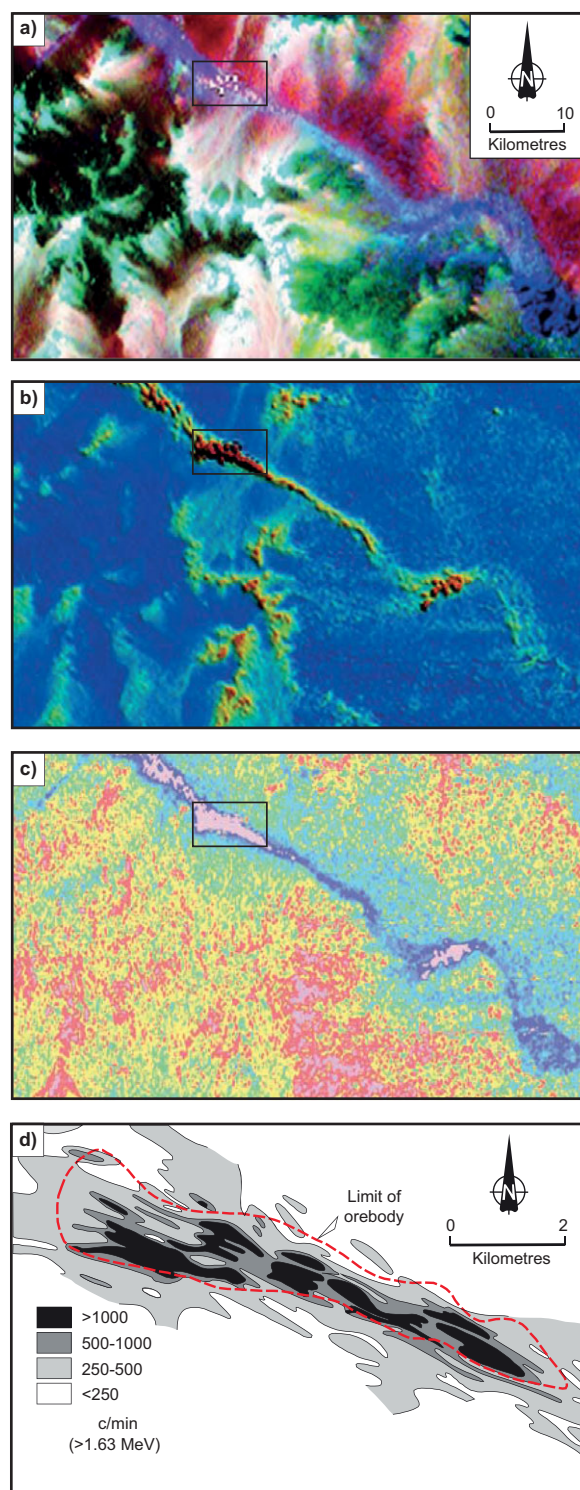 a)
N
0 10
Kilometres
b)
c)
d)
N
Limit of
orebody
0 2
Kilometres
>1000
500-1000
250-500
<250
c/min
(>1.63 MeV)